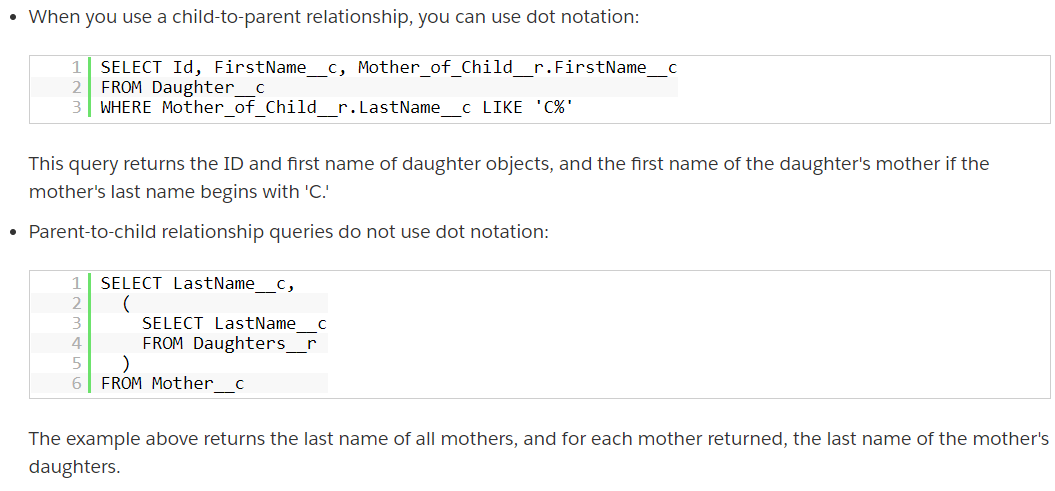 • When you use a child-to-parent relationship, you can use dot notation:
1 SELECT Id, FirstName__c, Mother_of_Child__r.FirstName__c
2 FROM Daughter__c
3 WHERE Mother_of_Child__r.LastName__c LIKE 'C%'
This query returns the ID and first name of daughter objects, and the first name of the daughter's mother if the
mother's last name begins with 'C.'
• Parent-to-child relationship queries do not use dot notation:
1 SELECT LastName__c,
2   (
3     SELECT LastName__c
4     FROM Daughters__r
5   )
6 FROM Mother__c
The example above returns the last name of all mothers, and for each mother returned, the last name of the mother's
daughters.